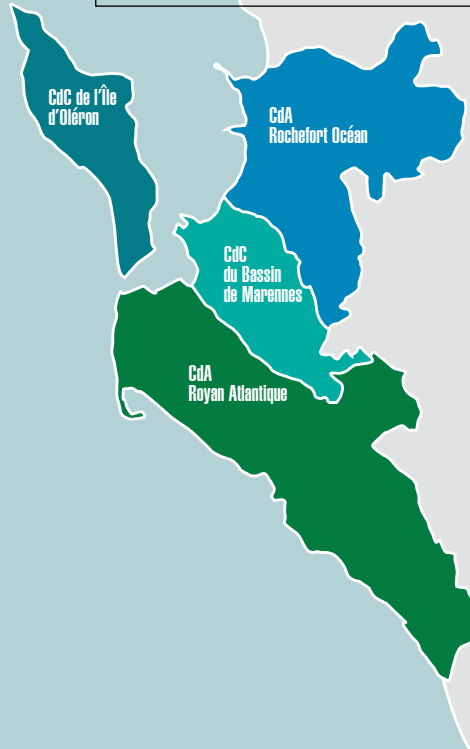 CdC de l'Île
d'Oléron
CdA
Rochefort Océan
CdC
du Bassin
de Marennes
CdA
Royan Atlantique